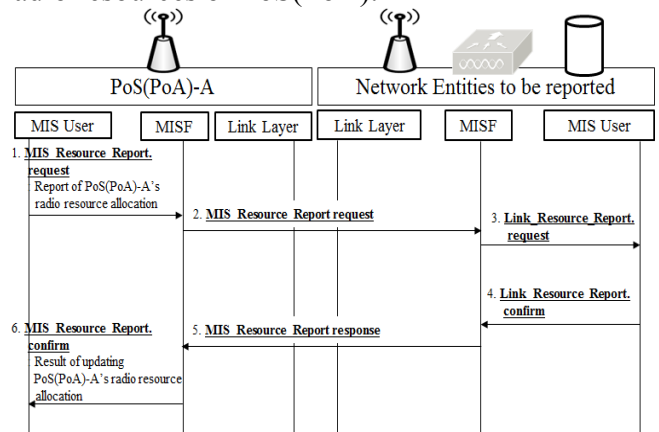 PoS(PoA)-A
Network Entities to be reported
MIS User
MISF
Link Layer
Link Layer
MISF
MIS User
1. MIS_Resource_Report.
request
: Report of PoS(PoA)-A's
radio resource allocation
2. MIS_Resource_Report request
3. Link_Resource_Report.
request
4. Link_Resource_Report.
confirm
5. MIS_Resource_Report response
6. MIS_Resource_Report.
confirm
: Result of updating
PoS(PoA)-A's radio resource
allocation